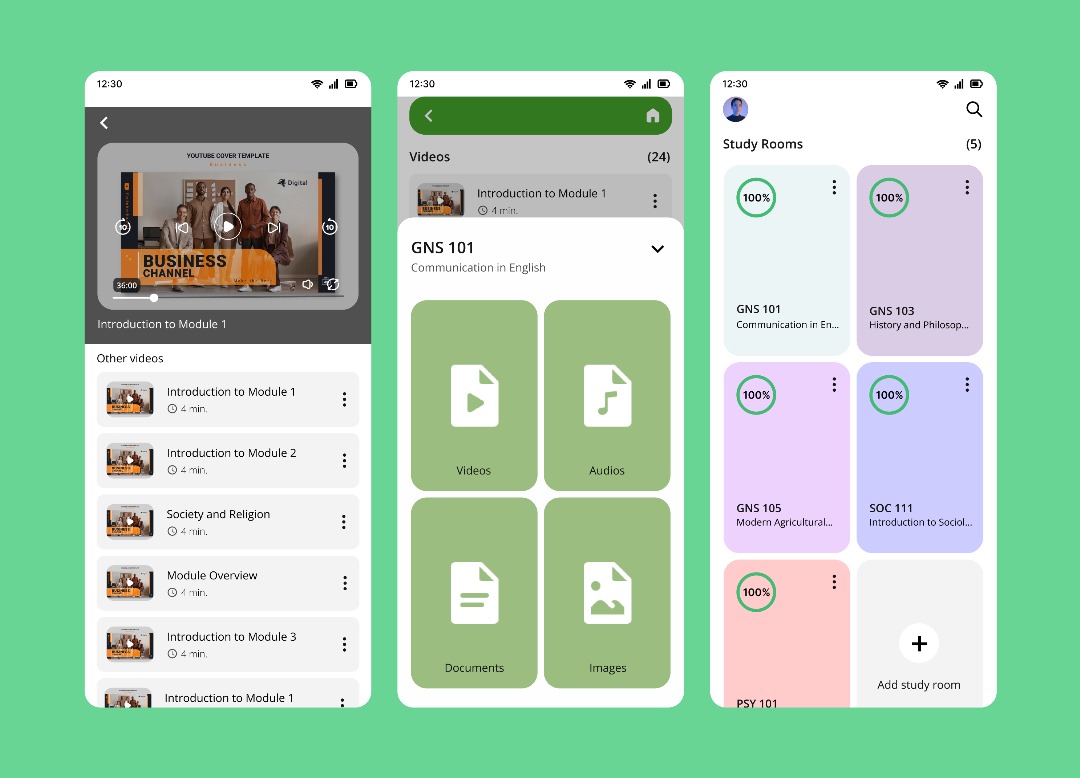 12:30
YOUTUBE COVER TEMPLATE
Business
Digital
10
10
BUSINESS
CHANNEL
36:00
Introduction to Module 1
Other videos
Introduction to Module 1
4 min.
Introduction to Module 2
4 min.
Society and Religion
4 min.
Module Overview
4 min.
Introduction to Module 3
4 min.
Introduction to Module 1
12:30
Videos
(24)
Introduction to Module 1
4 min.
GNS 101
Communication in English
Videos
Audios
Documents
Images
12:30
Study Rooms
(5)
100%
GNS 101
Communication in En...
100%
GNS 103
History and Philosop...
100%
GNS 105
Modern Agricultural...
100%
SOC 111
Introduction to Sociol...
100%
PSY 101
Add study room